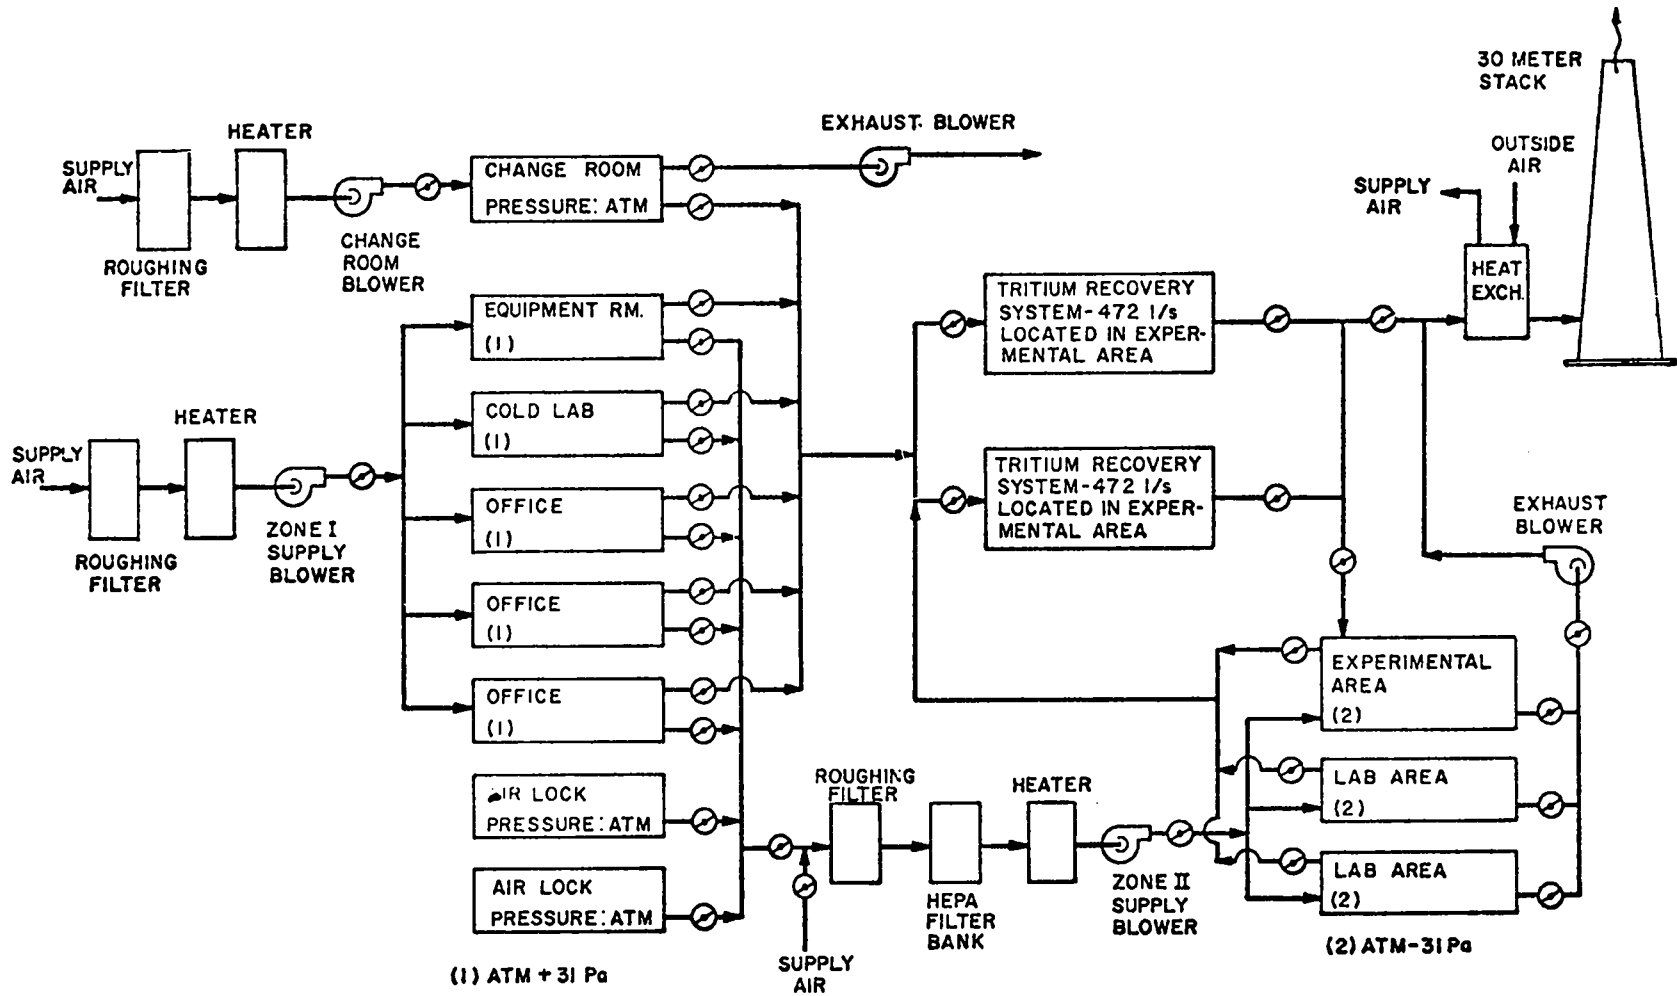 30 METER
STACK
HEATER
EXHAUST BLOWER
SUPPLY
AIR
CHANGE ROOM
PRESSURE: ATM
OUTSIDE
AIR
SUPPLY
AIR
CHANGE
ROOM
BLOWER
ROUGHING
FILTER
HEAT
EXCH.
EQUIPMENT RM.
(1)
TRITIUM RECOVERY
SYSTEM-472 l/s
LOCATED IN EXPER-
MENTAL AREA
HEATER
COLD LAB
(1)
SUPPLY
AIR
TRITIUM RECOVERY
SYSTEM-472 l/s
LOCATED IN EXPER-
MENTAL AREA
OFFICE
(1)
EXHAUST
BLOWER
ZONE I
SUPPLY
BLOWER
ROUGHING
FILTER
OFFICE
(1)
EXPERIMENTAL
AREA
(2)
OFFICE
(1)
AIR LOCK
PRESSURE: ATM
ROUGHING
FILTER
HEATER
LAB AREA
(2)
AIR LOCK
PRESSURE: ATM
HEPA
FILTER
BANK
ZONE II
SUPPLY
BLOWER
LAB AREA
(2)
SUPPLY
AIR
(1) ATM + 31 Pa
(2) ATM-31 Pa